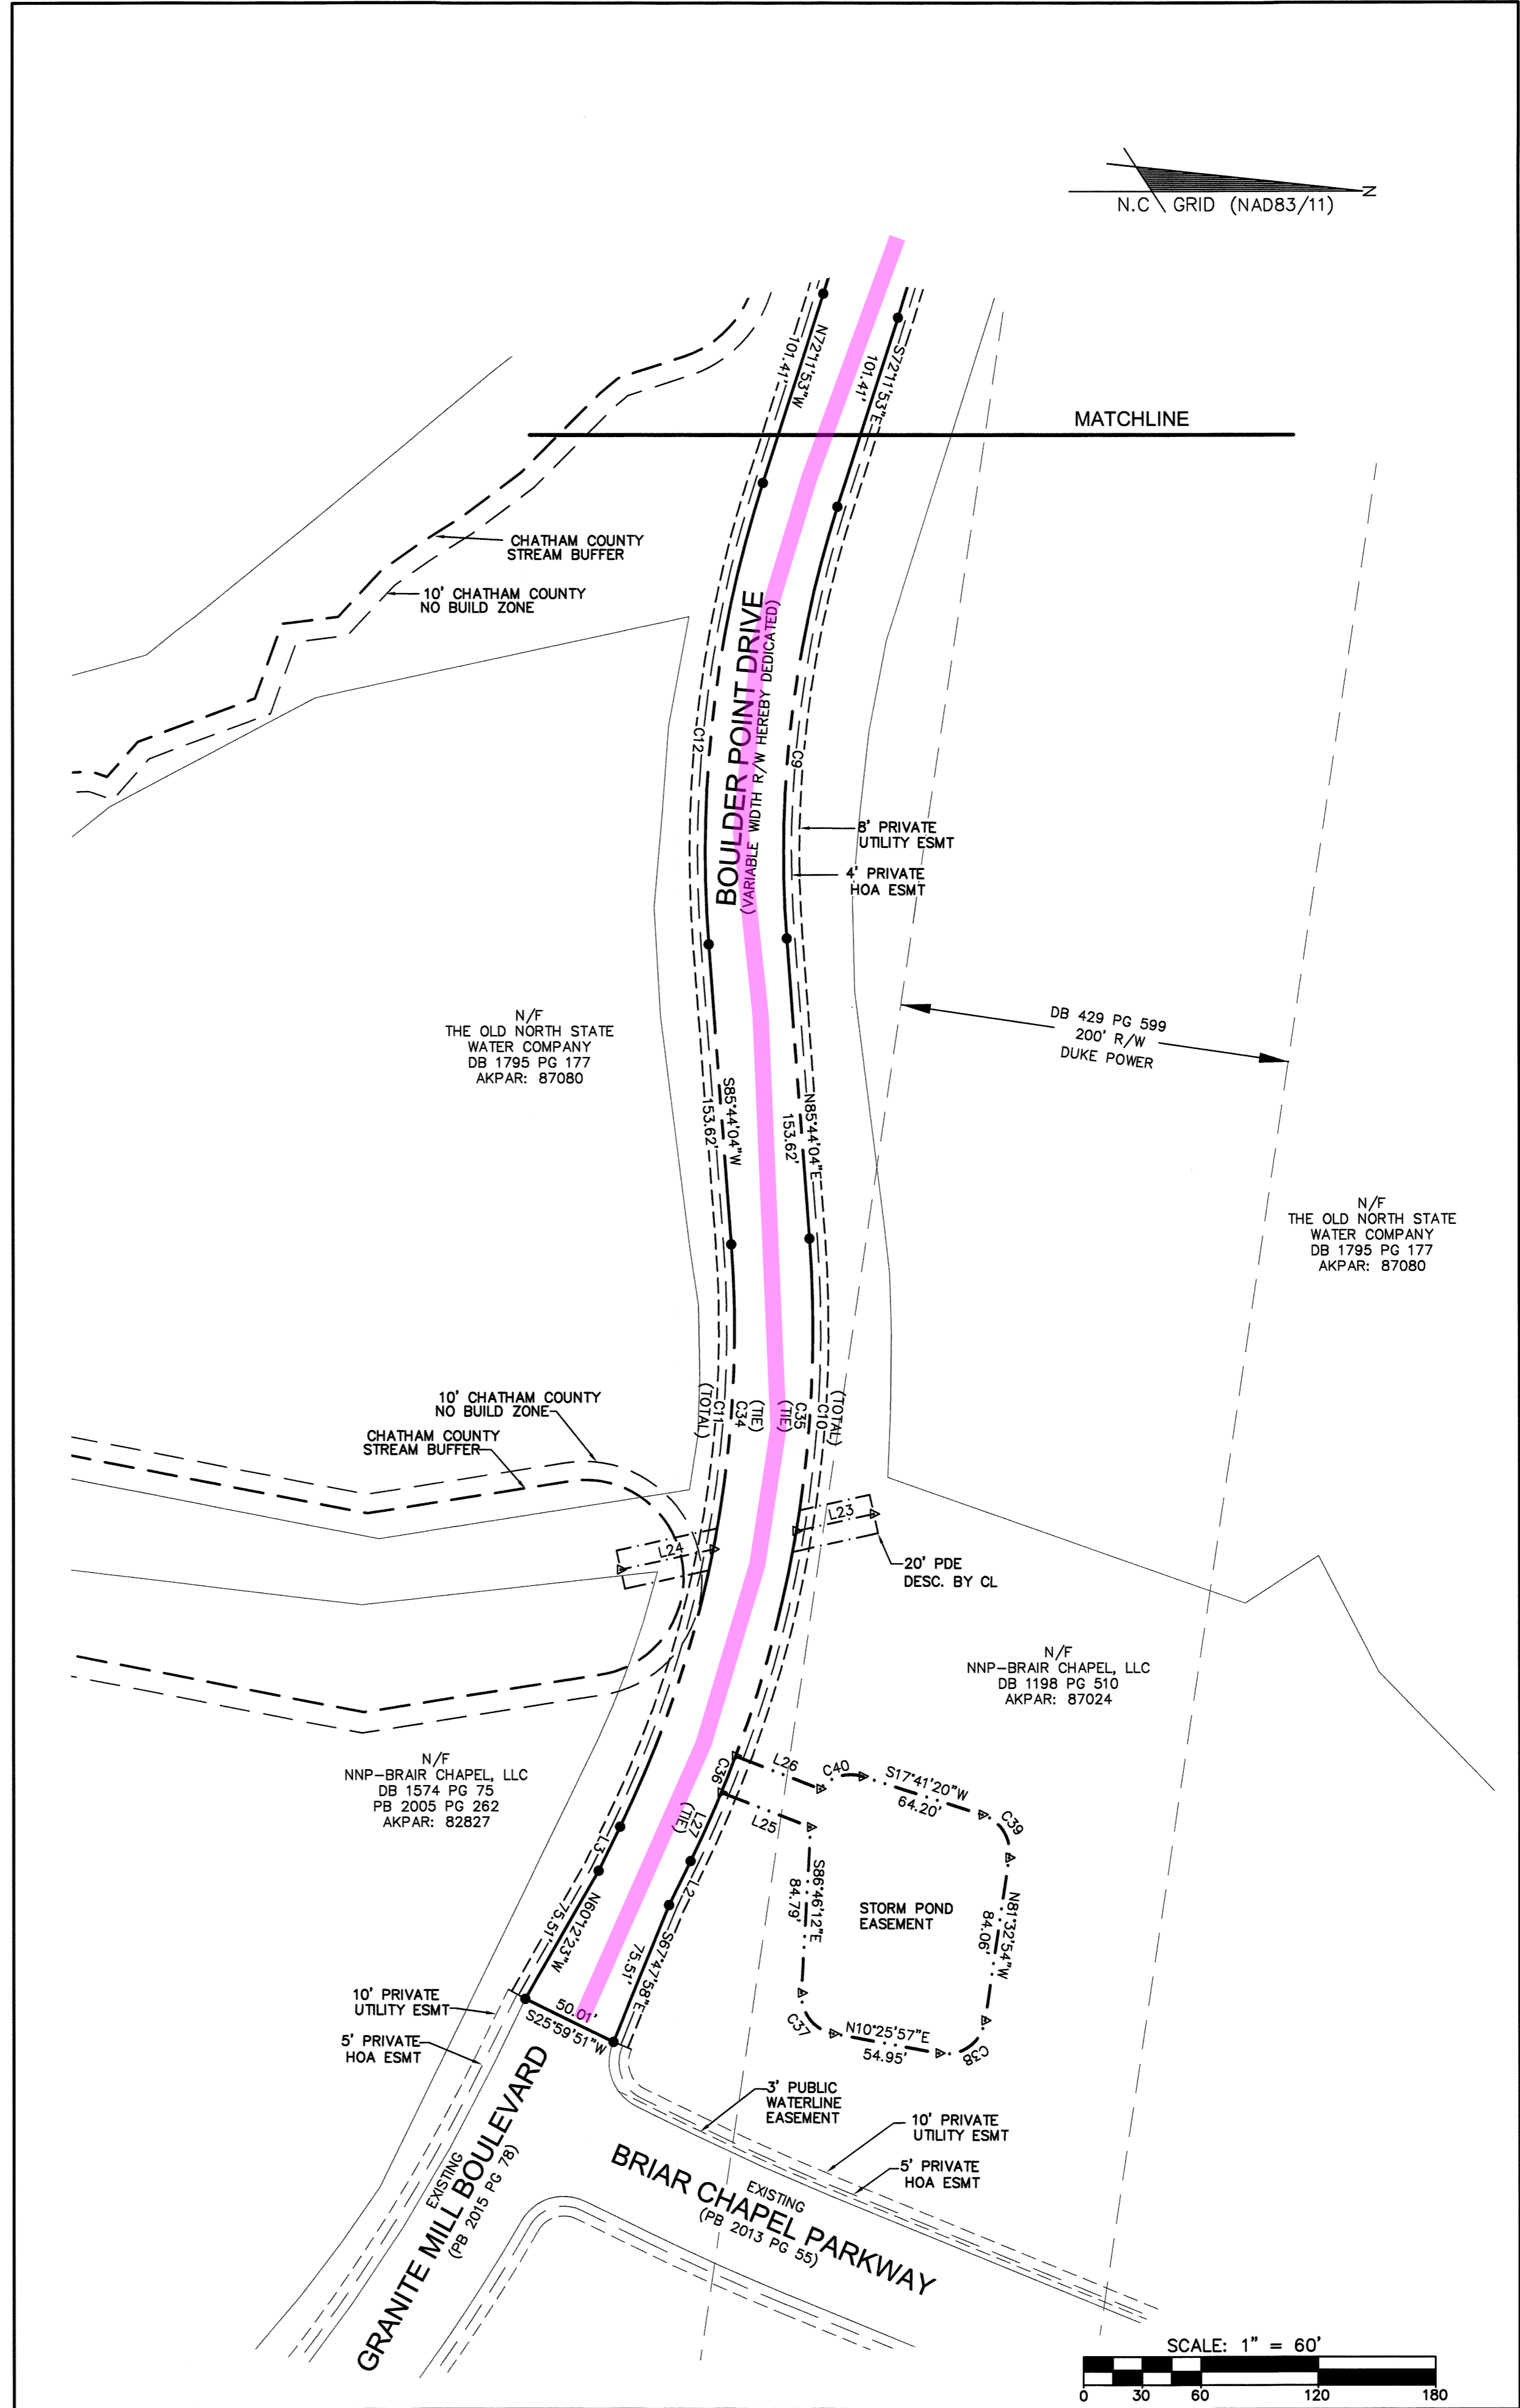 N
N.C GRID (NAD83/11)
N72°11'53"W
101.41'
S72°11'53"E
101.41'
MATCHLINE
CHATHAM COUNTY
STREAM BUFFER
10' CHATHAM COUNTY
NO BUILD ZONE
C12
BOULDER POINT DRIVE
(VARIABLE WIDTH R/W HEREBY DEDICATED)
C9
8' PRIVATE
UTILITY ESMT
4' PRIVATE
HOA ESMT
N/F
THE OLD NORTH STATE
WATER COMPANY
DB 1795 PG 177
AKPAR: 87080
DB 429 PG 599
200' R/W
DUKE POWER
S85°44'04"W
153.62'
N85°44'04"E
153.62'
N/F
THE OLD NORTH STATE
WATER COMPANY
DB 1795 PG 177
AKPAR: 87080
10' CHATHAM COUNTY
NO BUILD ZONE
CHATHAM COUNTY
STREAM BUFFER
(TOTAL)
C11
C34
(TIE)
(TIE)
C35
C10
(TOTAL)
L24
L23
20' PDE
DESC. BY CL
N/F
NNP-BRAIR CHAPEL, LLC
DB 1198 PG 510
AKPAR: 87024
N/F
NNP-BRAIR CHAPEL, LLC
DB 1574 PG 75
PB 2005 PG 262
AKPAR: 82827
C36
L26
C40
S17°41'20"W
64.20'
C39
L25
L27
(TIE)
L3
L2
N60°12'23"W
75.51'
S67°47'58"E
75.51'
S86°46'12"E
84.79'
STORM POND
EASEMENT
N81°32'54"W
84.06'
C37
N10°25'57"E
54.95'
C38
50.01'
S25°59'51"W
10' PRIVATE
UTILITY ESMT
5' PRIVATE
HOA ESMT
3' PUBLIC
WATERLINE
EASEMENT
10' PRIVATE
UTILITY ESMT
5' PRIVATE
HOA ESMT
GRANITE MILL BOULEVARD
EXISTING
(PB 2015 PG 78)
BRIAR CHAPEL PARKWAY
EXISTING
(PB 2013 PG 55)
SCALE: 1" = 60'
0 30 60 120 180